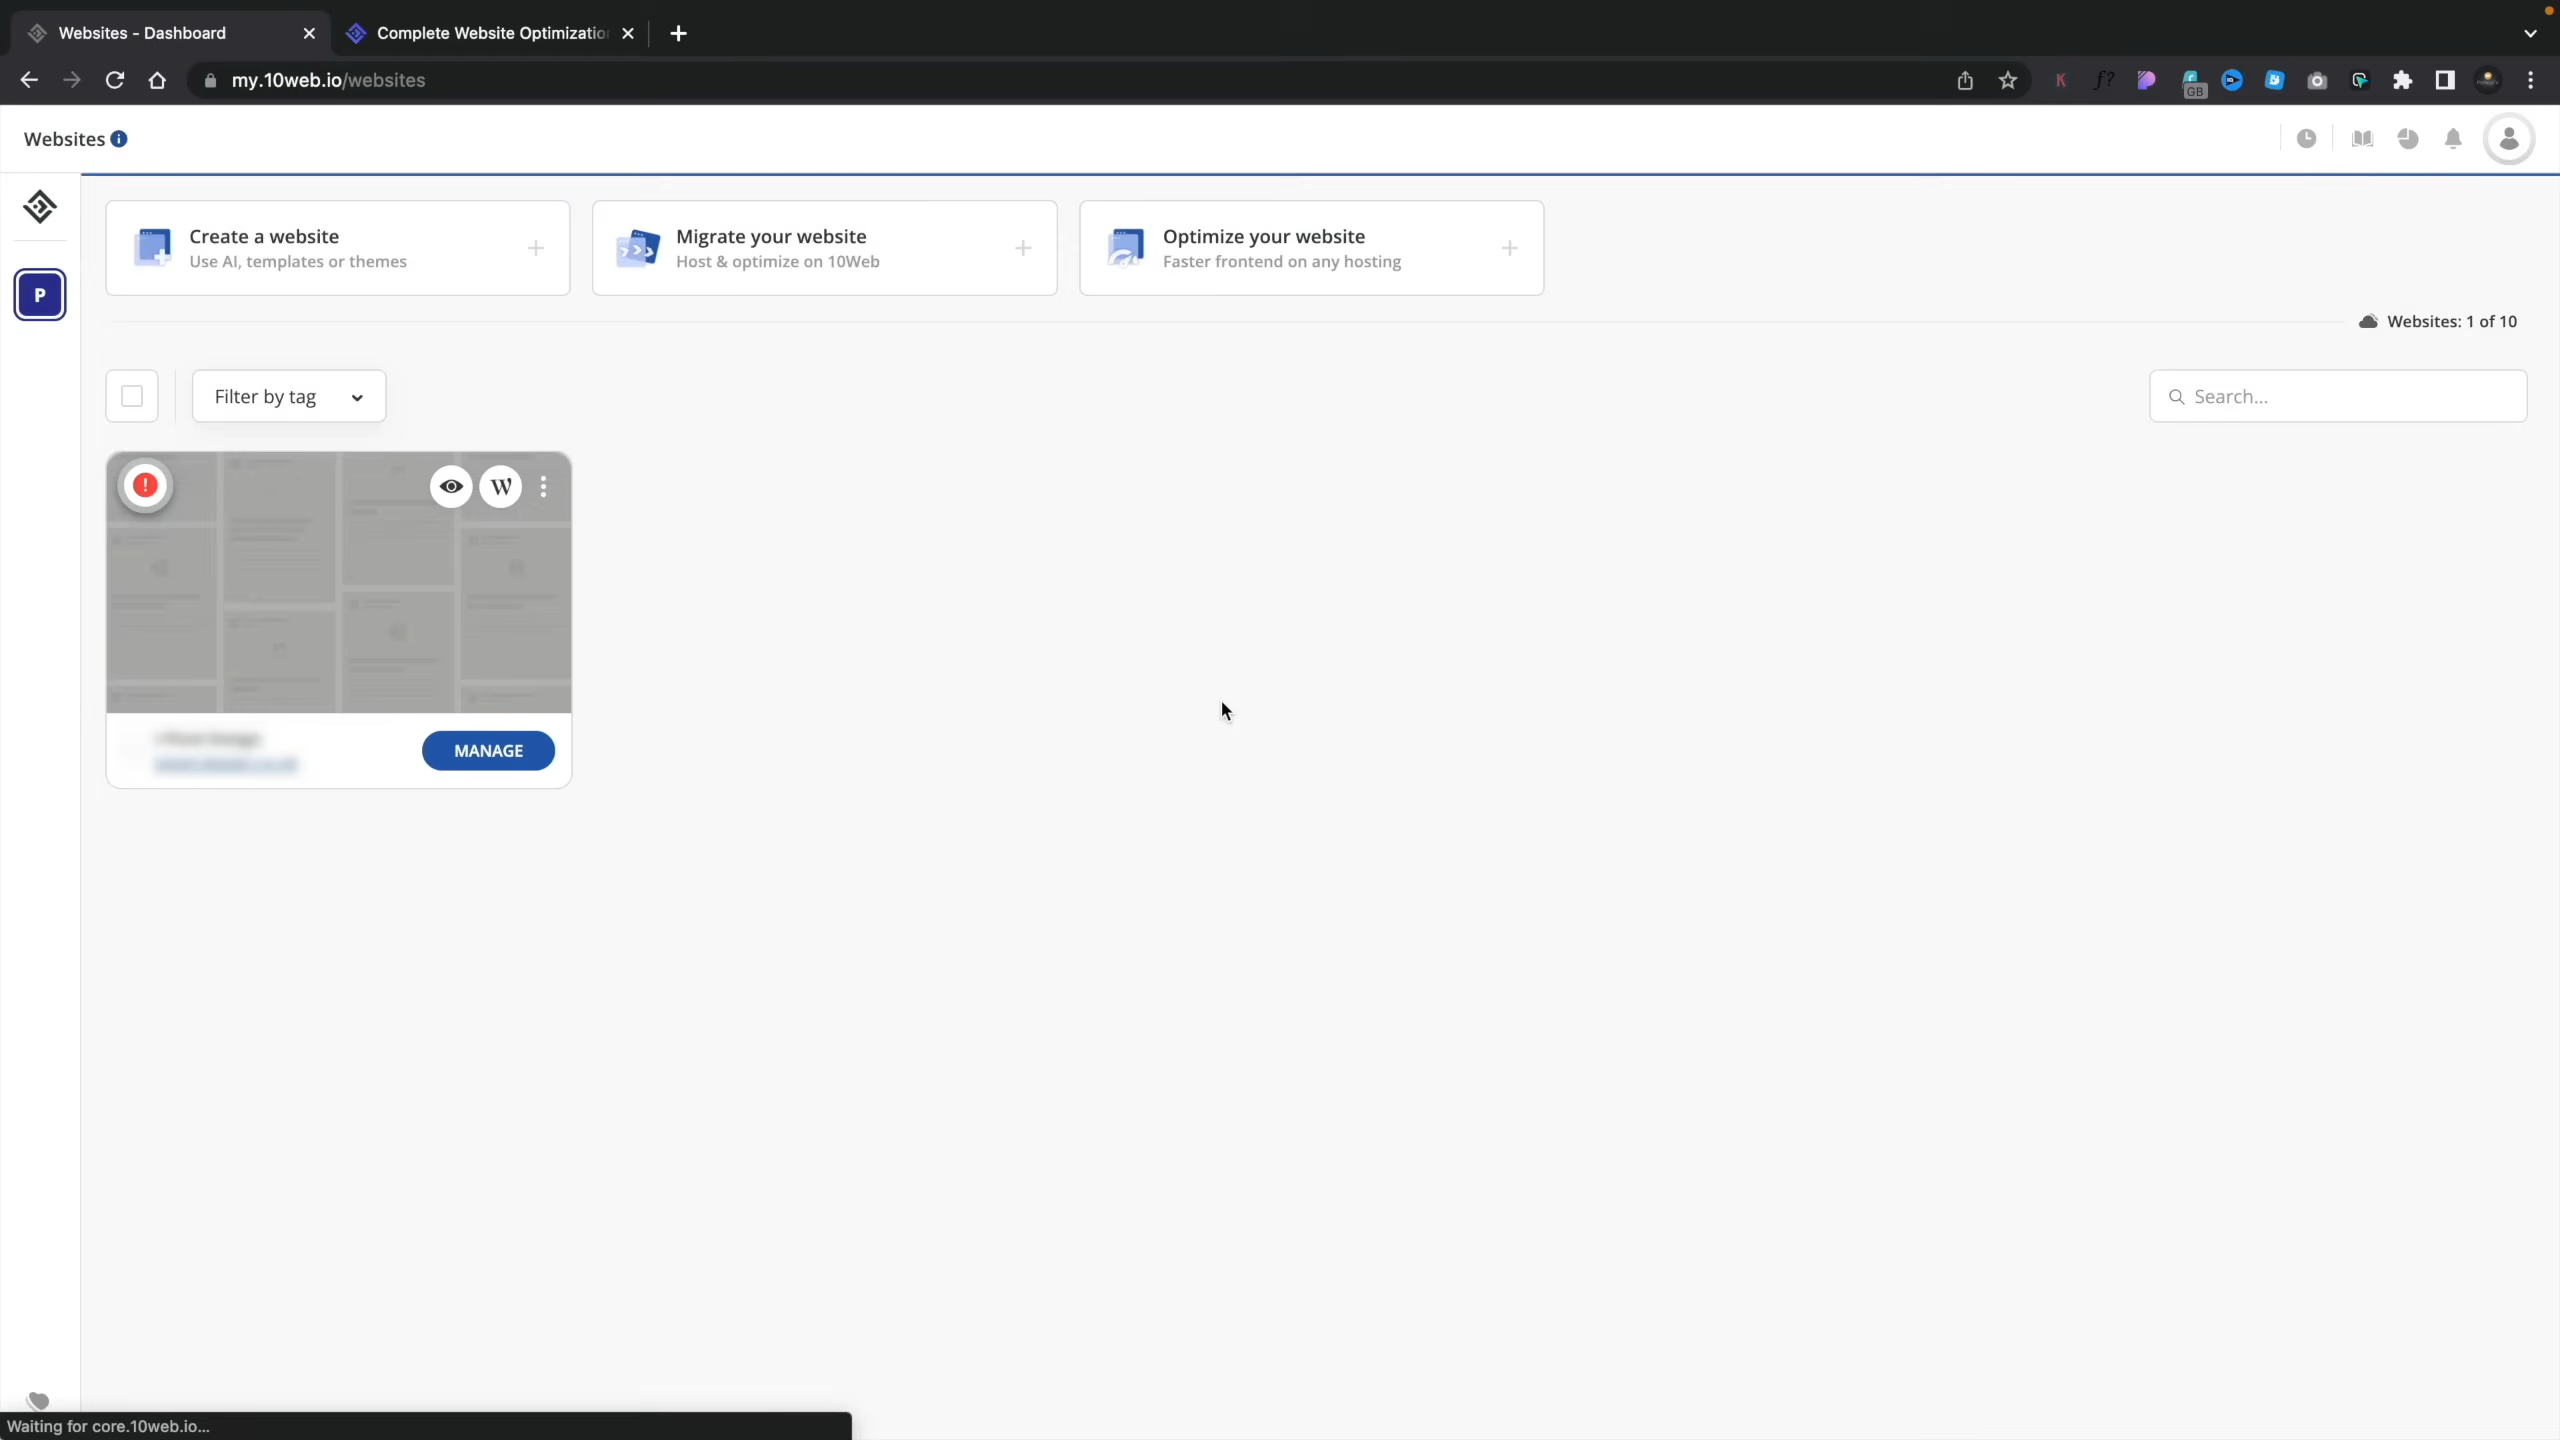 Websites - Dashboard
Complete Website Optimizatio
my.10web.io/websites
GB
Websites
P
Create a website
Use AI, templates or themes
Migrate your website
Host & optimize on 10Web
Optimize your website
Faster frontend on any hosting
Websites: 1 of 10
Filter by tag
Search...
W
MANAGE
Waiting for core.10web.io...